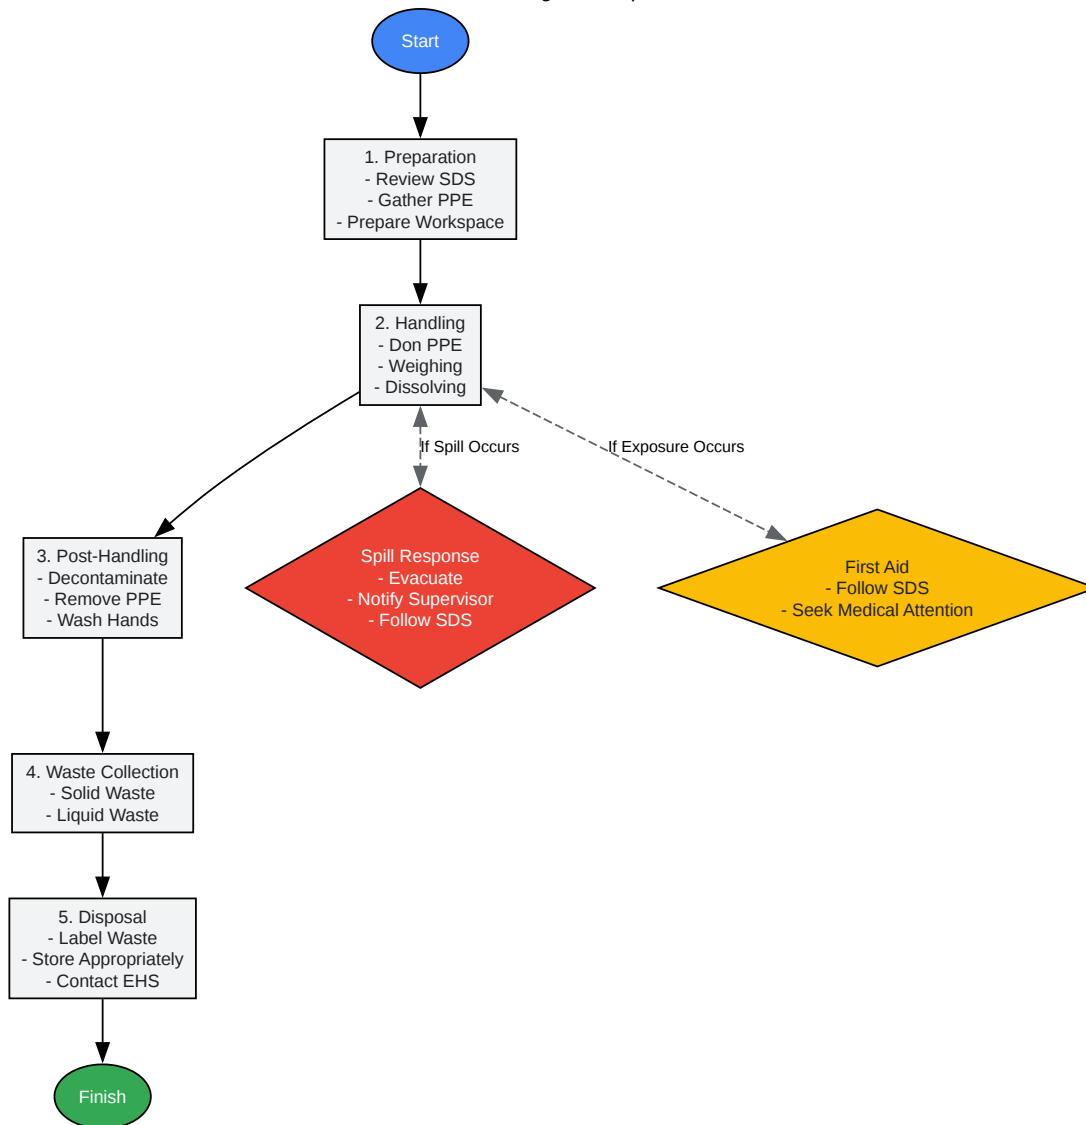 Start
1. Preparation
- Review SDS
- Gather PPE
- Prepare Workspace
2. Handling
- Don PPE
- Weighing
- Dissolving
If Spill Occurs
If Exposure Occurs
3. Post-Handling
- Decontaminate
- Remove PPE
- Wash Hands
Spill Response
- Evacuate
- Notify Supervisor
- Follow SDS
First Aid
- Follow SDS
- Seek Medical Attention
4. Waste Collection
- Solid Waste
- Liquid Waste
5. Disposal
- Label Waste
- Store Appropriately
- Contact EHS
Finish